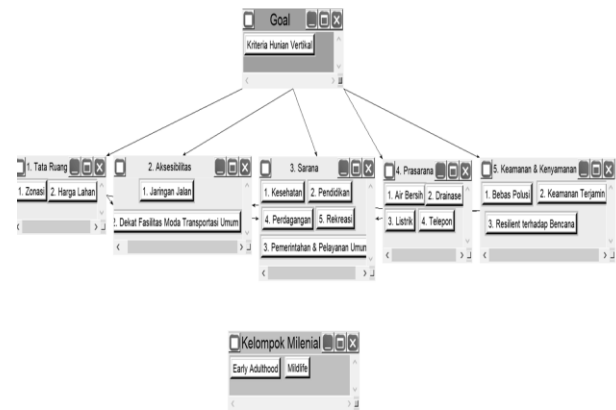 Goal
Kriteria Hunian Vertikal
1. Tata Ruang
1. Zonasi 2. Harga Lahan
2. Aksesibilitas
1. Jaringan Jalan
2. Dekat Fasilitas Moda Transportasi Umum
3. Sarana
1. Kesehatan 2. Pendidikan
4. Perdagangan 5. Rekreasi
3. Pemerintahan & Pelayanan Umun
4. Prasarana
1. Air Bersih 2. Drainase
3. Listrik 4. Telepon
5. Keamanan & Kenyamanan
1. Bebas Polusi 2. Keamanan Terjamin
3. Resilient terhadap Bencana
Kelompok Milenial
Early Adulthood Mildlife